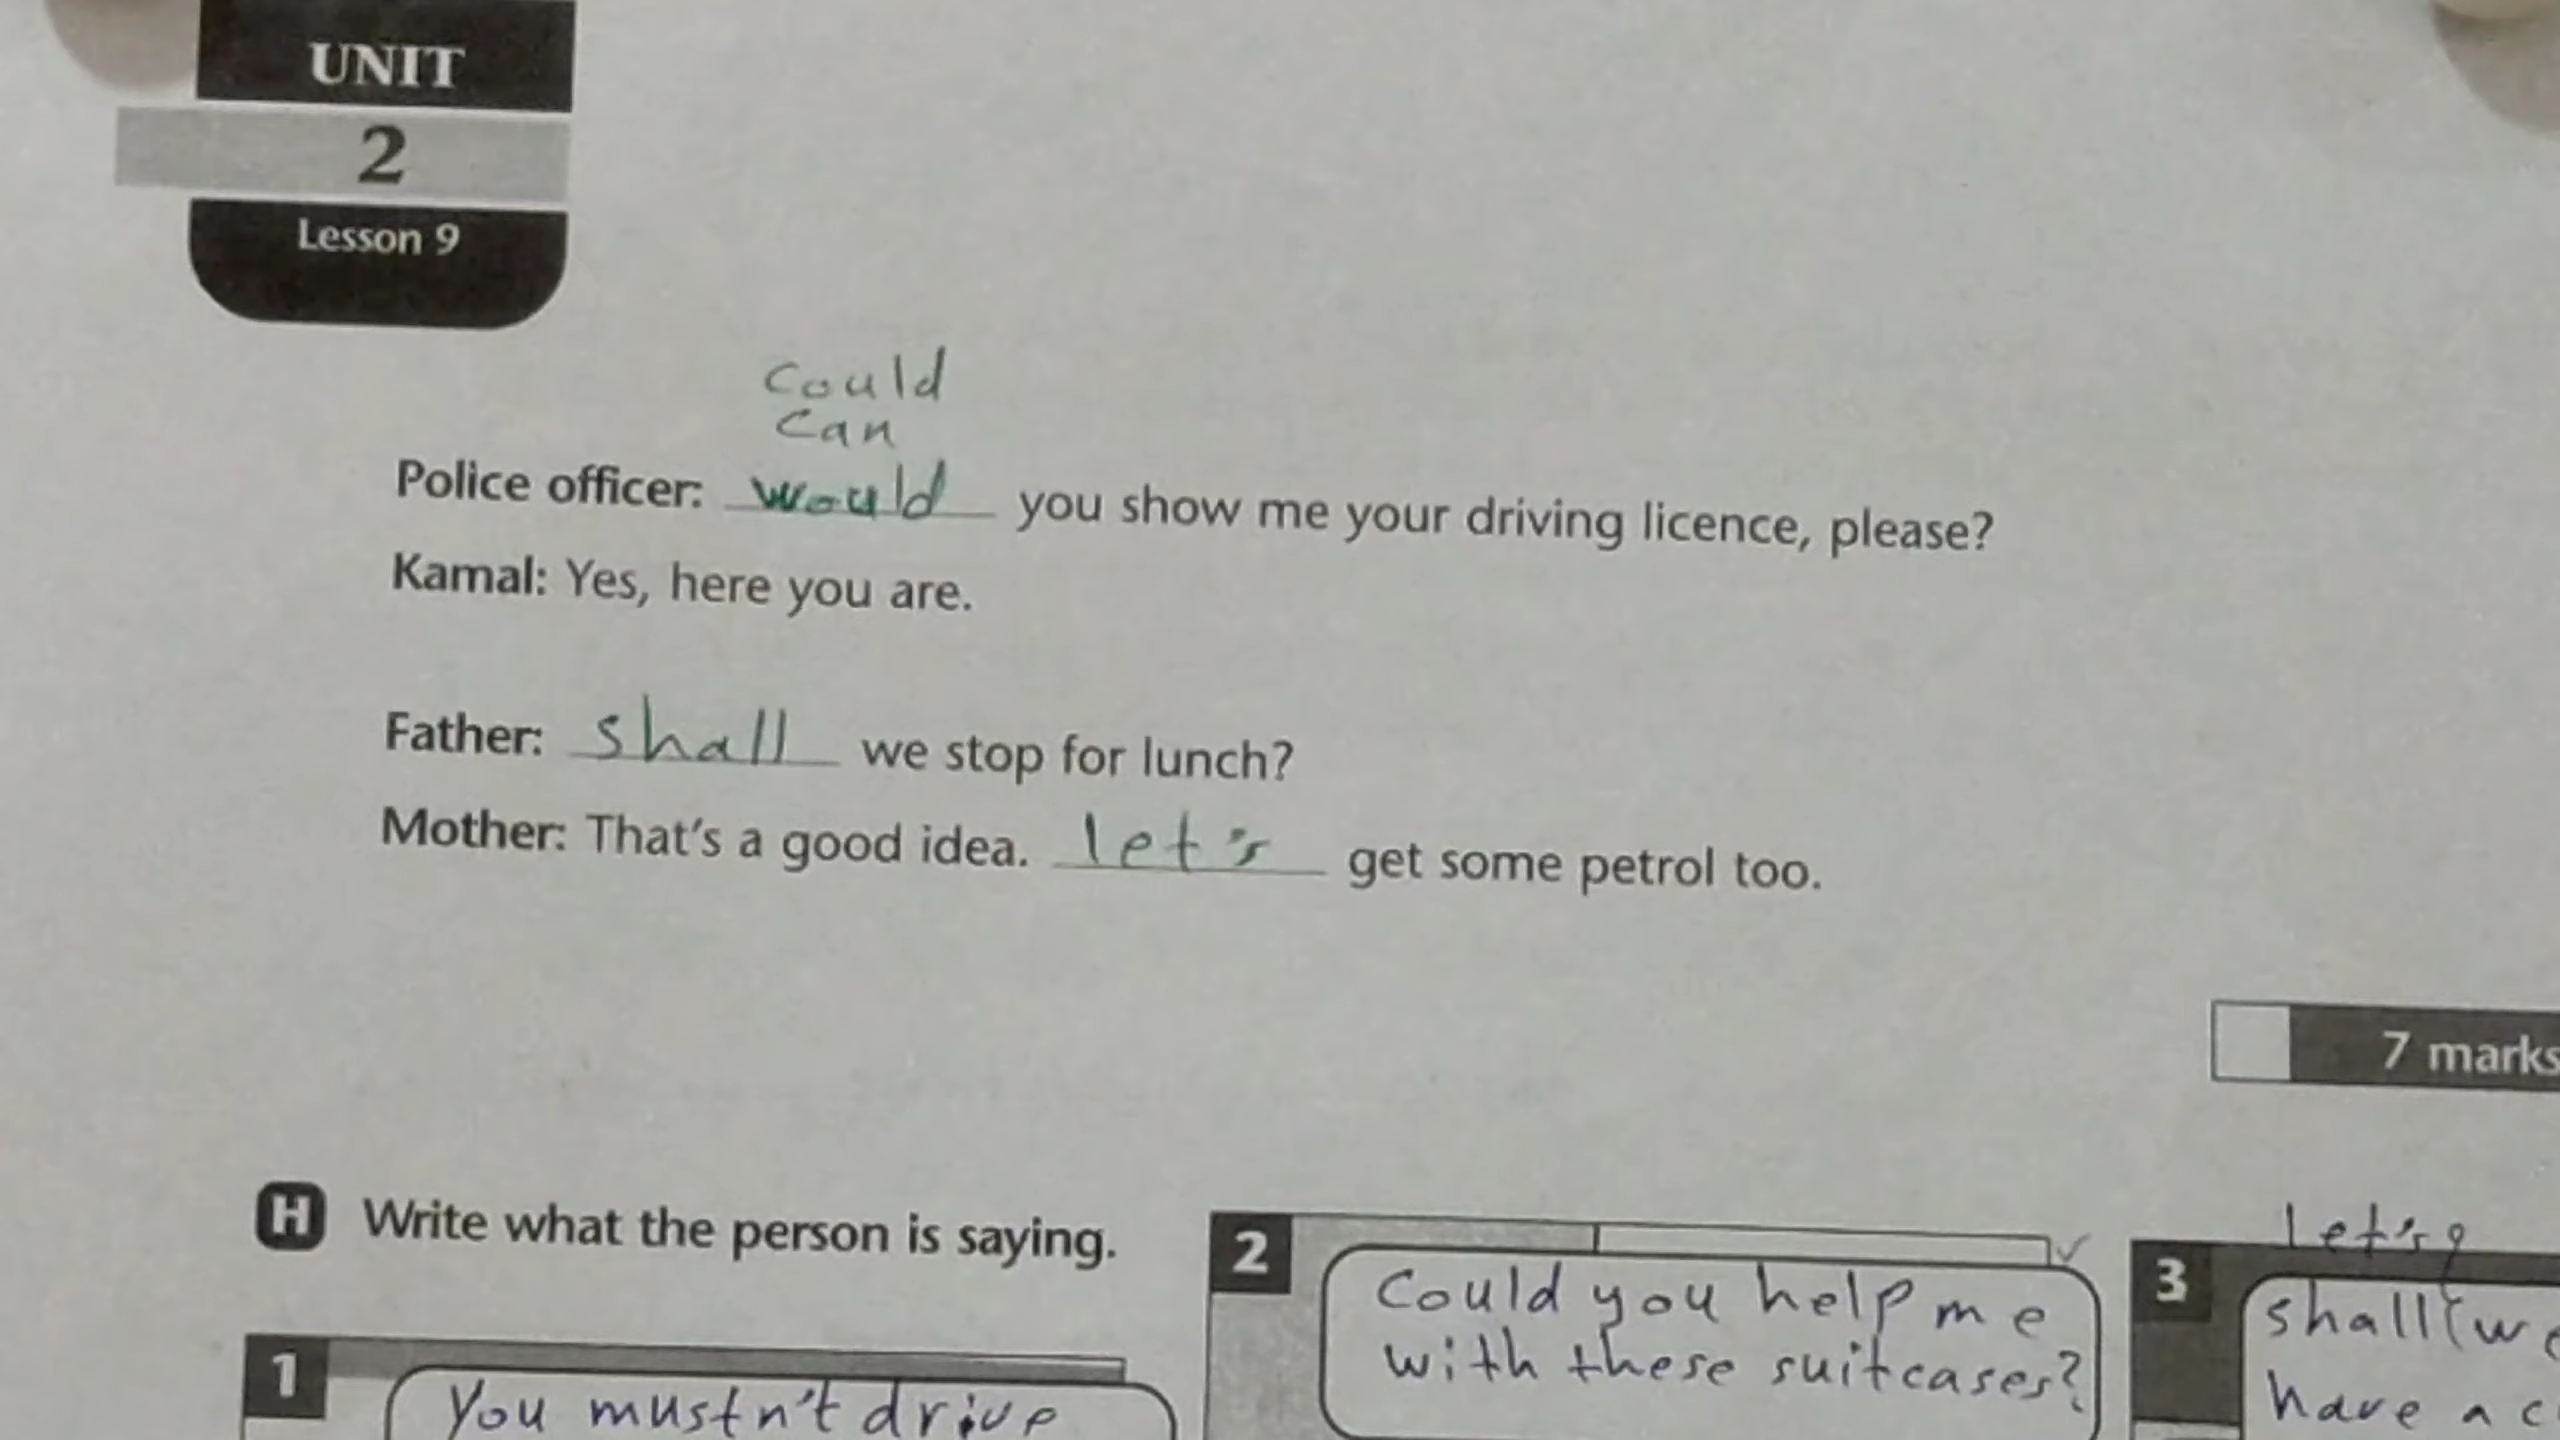 UNIT
2
Lesson 9
Could
Can
Police officer: would you show me your driving licence, please?
Kamal: Yes, here you are.
Father: shall we stop for lunch?
Mother: That's a good idea. let's get some petrol too.
7 marks
H Write what the person is saying.
1
You mustn't drive
2
Could you help me
with these suitcases?
3
let's
shall we
have a